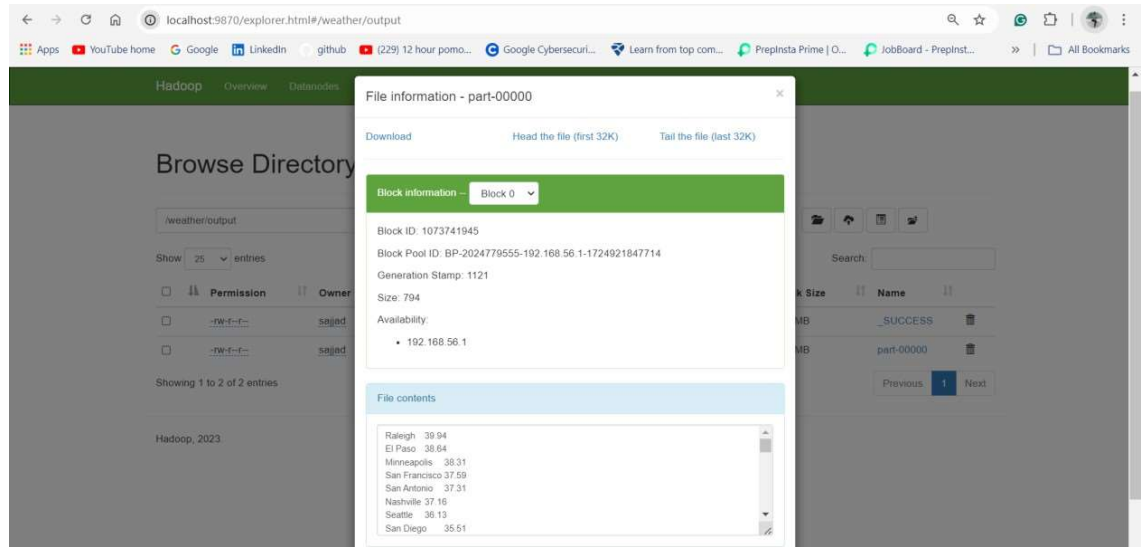 localhost:9870/explorer.html#/weather/output
Apps YouTube home Google LinkedIn github (229) 12 hour pomo... Google Cybersecuri... Learn from top com... PrepInsta Prime | O... JobBoard - PrepInst... » All Bookmarks
Hadoop Overview Datanodes
File information - part-00000 ×
Download Head the file (first 32K) Tail the file (last 32K)
Browse Directory
Block information -- Block 0
/weather/output
Block ID: 1073741945
Block Pool ID: BP-2024779555-192.168.56.1-1724921847714
Show 25 entries Search:
Generation Stamp: 1121
Permission Owner k Size Name
Size: 794
-rw-r--r-- sajjad MB _SUCCESS
Availability:
• 192.168.56.1
-rw-r--r-- sajjad MB part-00000
Showing 1 to 2 of 2 entries Previous 1 Next
File contents
Hadoop, 2023.
Raleigh 39.94
El Paso 38.64
Minneapolis 38.31
San Francisco 37.59
San Antonio 37.31
Nashville 37.16
Seattle 36.13
San Diego 35.51